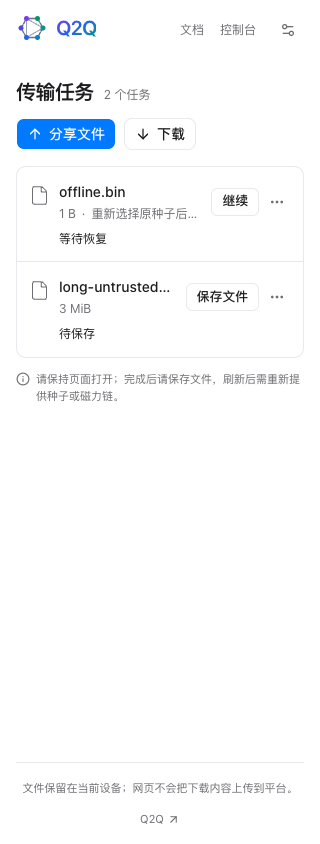 Q2Q 文档 控制台
传输任务 2 个任务
分享文件 下载
offline.bin
1 B · 重新选择原种子后...
等待恢复
继续
long-untrusted...
3 MiB
待保存
保存文件
请保持页面打开；完成后请保存文件，刷新后需重新提
供种子或磁力链。
文件保留在当前设备；网页不会把下载内容上传到平台。
Q2Q